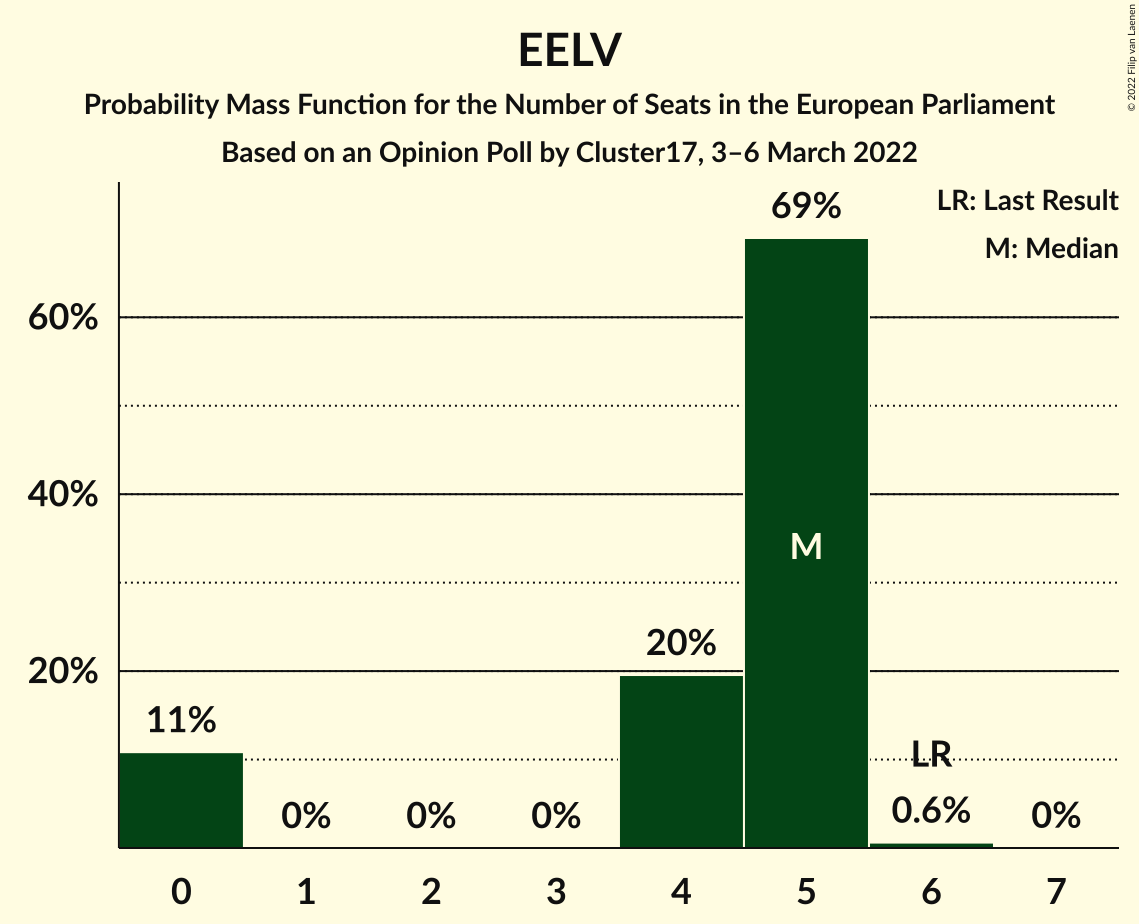 EELV
Probability Mass Function for the Number of Seats in the European Parliament
Based on an Opinion Poll by Cluster17, 3–6 March 2022
© 2022 Filip van Laenen
LR: Last Result
M: Median
69%
60%
40%
M
20%
20%
11%
LR
0%
0%
0%
0.6%
0%
0
1
2
3
4
5
6
7